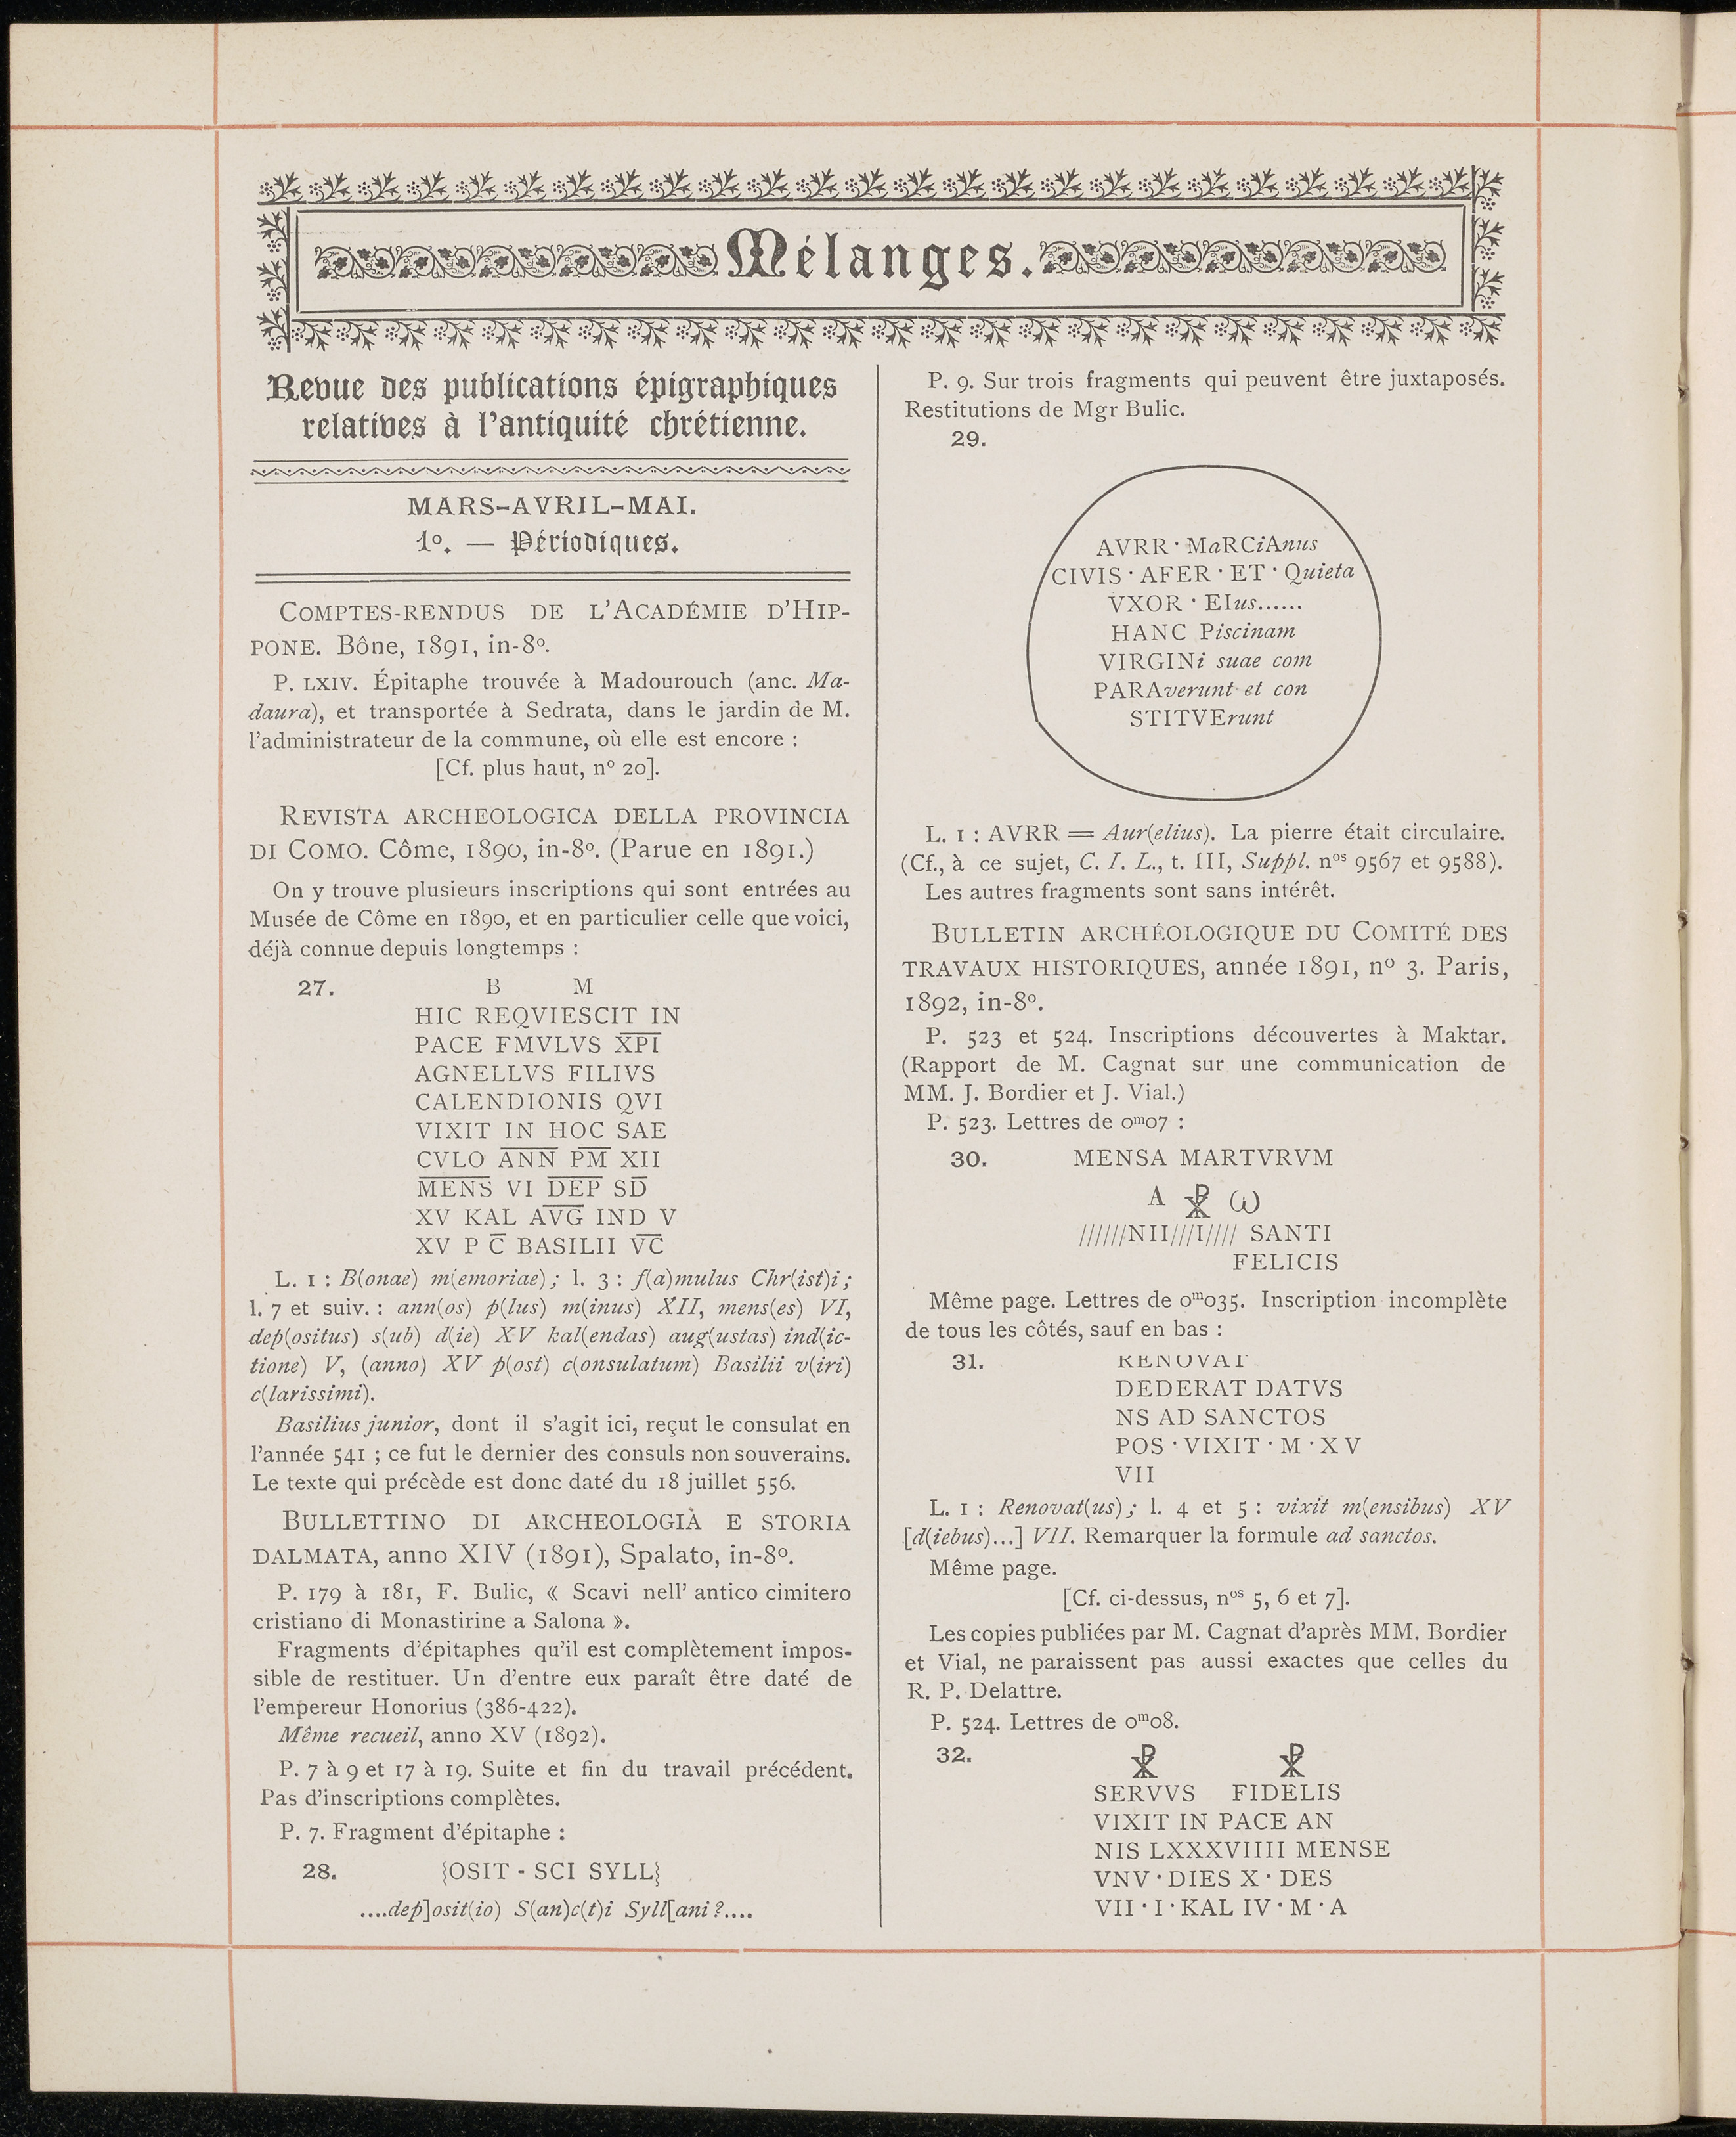 Mélanges.
Revue des publications épigraphiques
relatives à l'antiquité chrétienne.
MARS-AVRIL-MAI.
1º. — Périodiques.
COMPTES-RENDUS DE L'ACADÉMIE D'HIP-
PONE. Bône, 1891, in-8º.
P. LXIV. Épitaphe trouvée à Madourouch (anc. Ma-
daura), et transportée à Sedrata, dans le jardin de M.
l'administrateur de la commune, où elle est encore :
[Cf. plus haut, nº 20].
REVISTA ARCHEOLOGICA DELLA PROVINCIA
DI COMO. Côme, 1890, in-8º. (Parue en 1891.)
On y trouve plusieurs inscriptions qui sont entrées au
Musée de Côme en 1890, et en particulier celle que voici,
déjà connue depuis longtemps :
27. B M
HIC REQVIESCIT IN
PACE FMVLVS X̅P̅I̅
AGNELLVS FILIVS
CALENDIONIS QVI
VIXIT IN HOC SAE
CVLO A̅N̅N̅ P̅M̅ XII
M̅E̅N̅S̅ VI D̅E̅P̅ SD̅
XV KAL AV̅G̅ IND V
XV P C̅ BASILII V̅C̅
L. 1 : B(onae) m(emoriae) ; l. 3 : f(a)mulus Chr(ist)i ;
l. 7 et suiv. : ann(os) p(lus) m(inus) XII, mens(es) VI,
dep(ositus) s(ub) d(ie) XV kal(endas) aug(ustas) ind(ic-
tione) V, (anno) XV p(ost) c(onsulatum) Basilii v(iri)
c(larissimi).
Basilius junior, dont il s'agit ici, reçut le consulat en
l'année 541 ; ce fut le dernier des consuls non souverains.
Le texte qui précède est donc daté du 18 juillet 556.
BULLETTINO DI ARCHEOLOGIÀ E STORIA
DALMATA, anno XIV (1891), Spalato, in-8º.
P. 179 à 181, F. Bulic, « Scavi nell' antico cimitero
cristiano di Monastirine a Salona ».
Fragments d'épitaphes qu'il est complètement impos-
sible de restituer. Un d'entre eux paraît être daté de
l'empereur Honorius (386-422).
Même recueil, anno XV (1892).
P. 7 à 9 et 17 à 19. Suite et fin du travail précédent.
Pas d'inscriptions complètes.
P. 7. Fragment d'épitaphe :
28. {OSIT - SCI SYLL}
....dep]osit(io) S(an)c(t)i Syll[ani ?....
P. 9. Sur trois fragments qui peuvent être juxtaposés.
Restitutions de Mgr Bulic.
29.
AVRR · MaRCiAnus
CIVIS · AFER · ET · Quieta
VXOR · EIus......
HANC Piscinam
VIRGINi suae com
PARAverunt et con
STITVErunt
L. 1 : AVRR = Aur(elius). La pierre était circulaire.
(Cf., à ce sujet, C. I. L., t. III, Suppl. nos 9567 et 9588).
Les autres fragments sont sans intérêt.
BULLETIN ARCHÉOLOGIQUE DU COMITÉ DES
TRAVAUX HISTORIQUES, année 1891, nº 3. Paris,
1892, in-8º.
P. 523 et 524. Inscriptions découvertes à Maktar.
(Rapport de M. Cagnat sur une communication de
MM. J. Bordier et J. Vial.)
P. 523. Lettres de 0m07 :
30. MENSA MARTVRVM
A ☧ ω
//////NII///I//// SANTI
FELICIS
Même page. Lettres de 0m035. Inscription incomplète
de tous les côtés, sauf en bas :
31. RENOVAT
DEDERAT DATVS
NS AD SANCTOS
POS · VIXIT · M · XV
VII
L. 1 : Renovat(us) ; l. 4 et 5 : vixit m(ensibus) XV
[d(iebus)...] VII. Remarquer la formule ad sanctos.
Même page.
[Cf. ci-dessus, nos 5, 6 et 7].
Les copies publiées par M. Cagnat d'après MM. Bordier
et Vial, ne paraissent pas aussi exactes que celles du
R. P. Delattre.
P. 524. Lettres de 0m08.
32. ☧ ☧
SERVVS FIDELIS
VIXIT IN PACE AN
NIS LXXXVIIII MENSE
VNV · DIES X · DES
VII · I · KAL IV · M · A